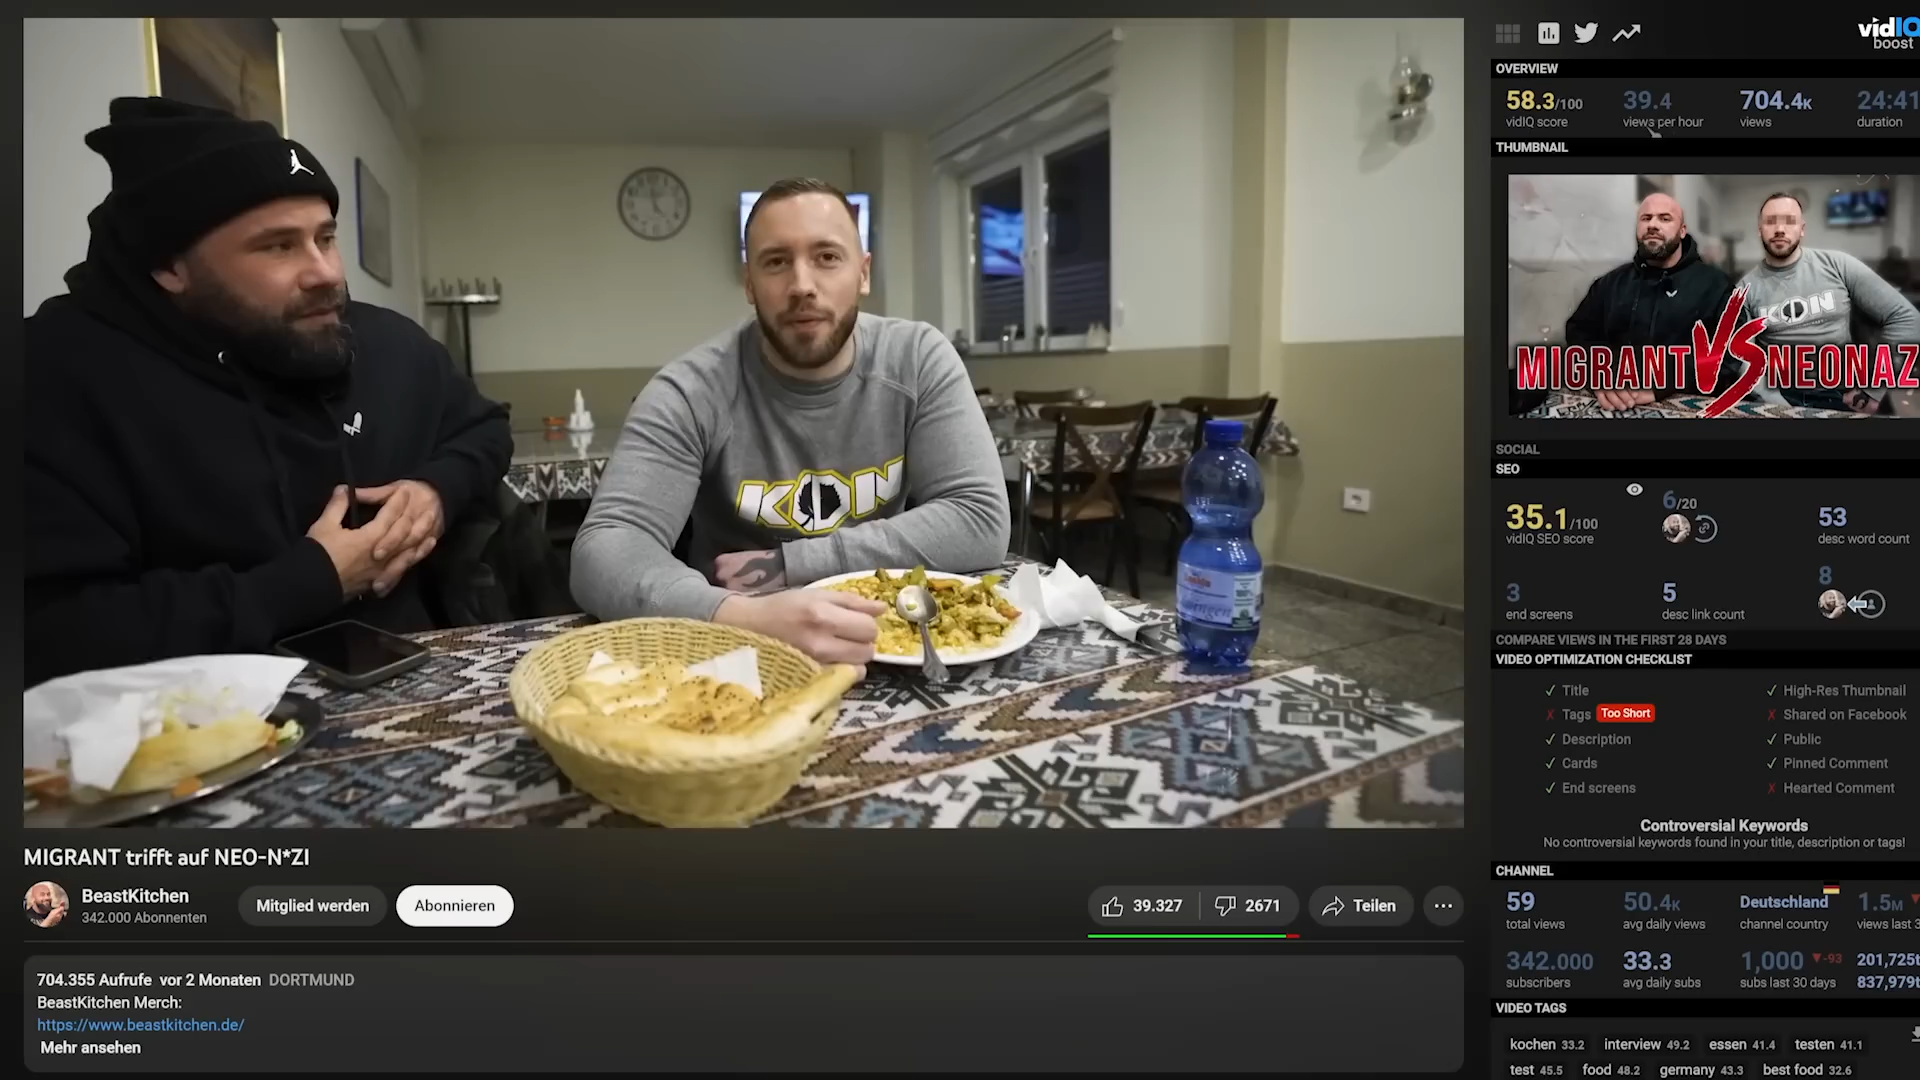 KON
MIGRANT trifft auf NEO-N*ZI
BeastKitchen
342.000 Abonnenten
Mitglied werden
Abonnieren
39.327
2671
Teilen
704.355 Aufrufe vor 2 Monaten DORTMUND
BeastKitchen Merch:
https://www.beastkitchen.de/
Mehr ansehen
vidIQ
boost
OVERVIEW
58.3/100
vidIQ score
39.4
views per hour
704.4K
views
24:41
duration
THUMBNAIL
KON
MIGRANT VS NEONAZ
SOCIAL
SEO
35.1/100
vidIQ SEO score
6/20
53
desc word count
3
end screens
5
desc link count
8
COMPARE VIEWS IN THE FIRST 28 DAYS
VIDEO OPTIMIZATION CHECKLIST
✓ Title
✓ High-Res Thumbnail
✗ Tags Too Short
✗ Shared on Facebook
✓ Description
✓ Public
✓ Cards
✓ Pinned Comment
✓ End screens
✗ Hearted Comment
Controversial Keywords
No controversial keywords found in your title, description or tags!
CHANNEL
59
total views
50.4K
avg daily views
Deutschland
channel country
1.5M
views last 3
342.000
subscribers
33.3
avg daily subs
1,000 ▼-93
subs last 30 days
201,725t
837,979t
VIDEO TAGS
kochen 33.2 interview 49.2 essen 41.4 testen 41.1
test 45.5 food 48.2 germany 43.3 best food 32.6